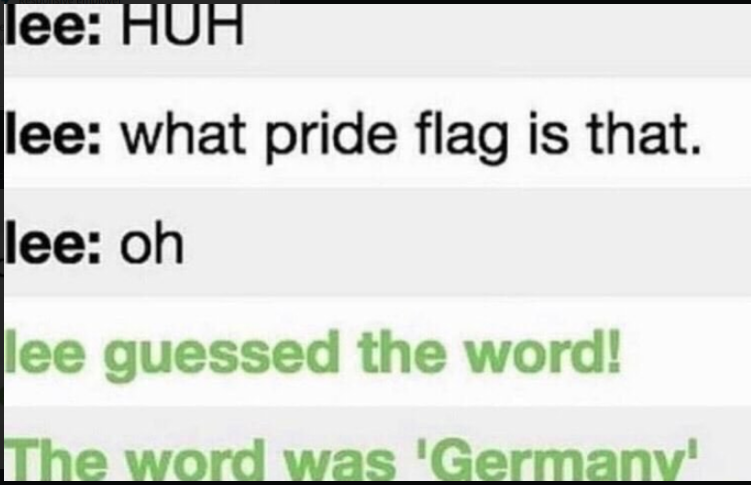 lee: HUH
lee: what pride flag is that.
lee: oh
lee guessed the word!
The word was 'Germany'